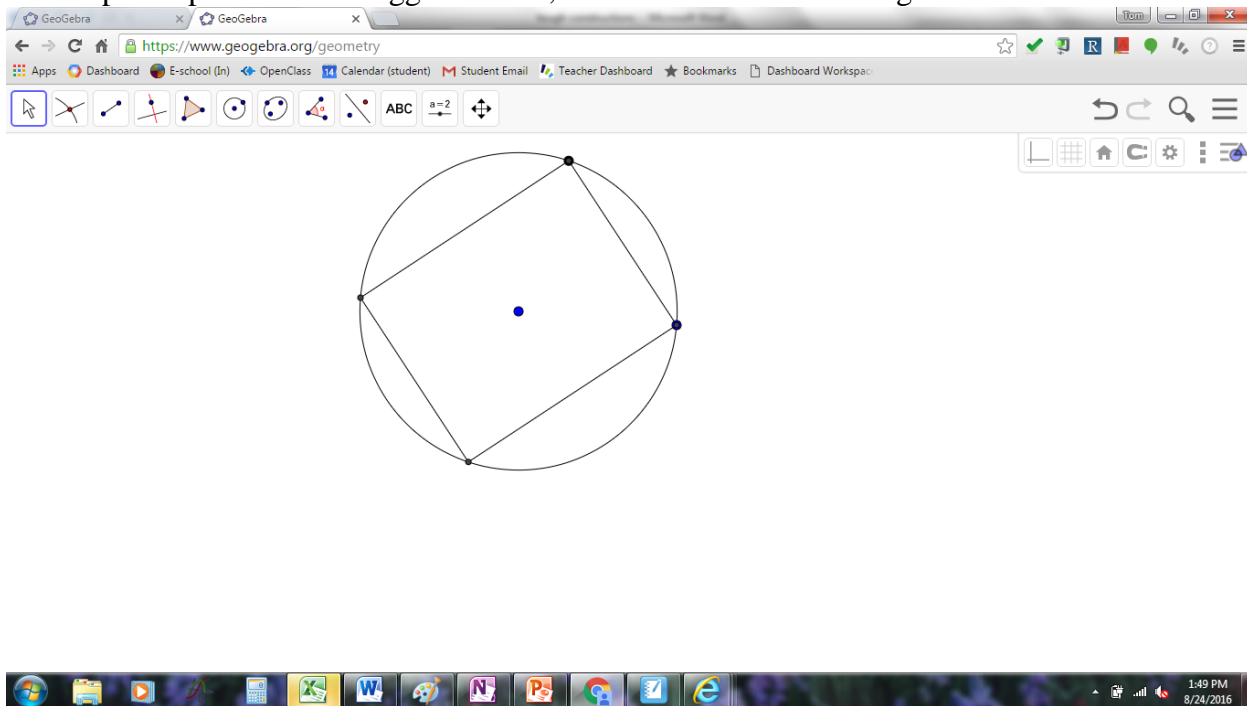 GeoGebra × GeoGebra × Tom
https://www.geogebra.org/geometry
Apps Dashboard E-school (In) OpenClass 14 Calendar (student) Student Email Teacher Dashboard Bookmarks Dashboard Workspac
ABC a=2
1:49 PM
8/24/2016